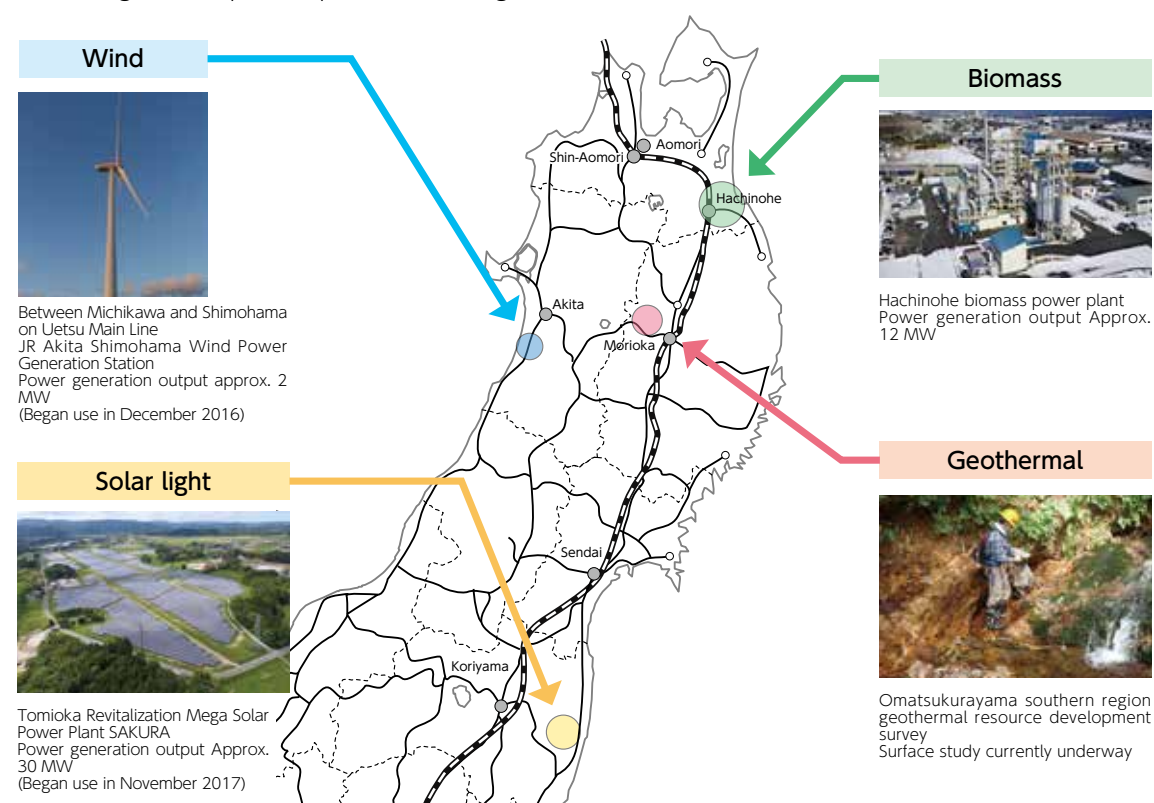 Wind
Between Michikawa and Shimohama
on Uetsu Main Line
JR Akita Shimohama Wind Power
Generation Station
Power generation output approx. 2
MW
(Began use in December 2016)
Solar light
Tomioka Revitalization Mega Solar
Power Plant SAKURA
Power generation output Approx.
30 MW
(Began use in November 2017)
Shin-Aomori
Aomori
Hachinohe
Akita
Morioka
Sendai
Koriyama
Biomass
Hachinohe biomass power plant
Power generation output Approx.
12 MW
Geothermal
Omatsukurayama southern region
geothermal resource development
survey
Surface study currently underway